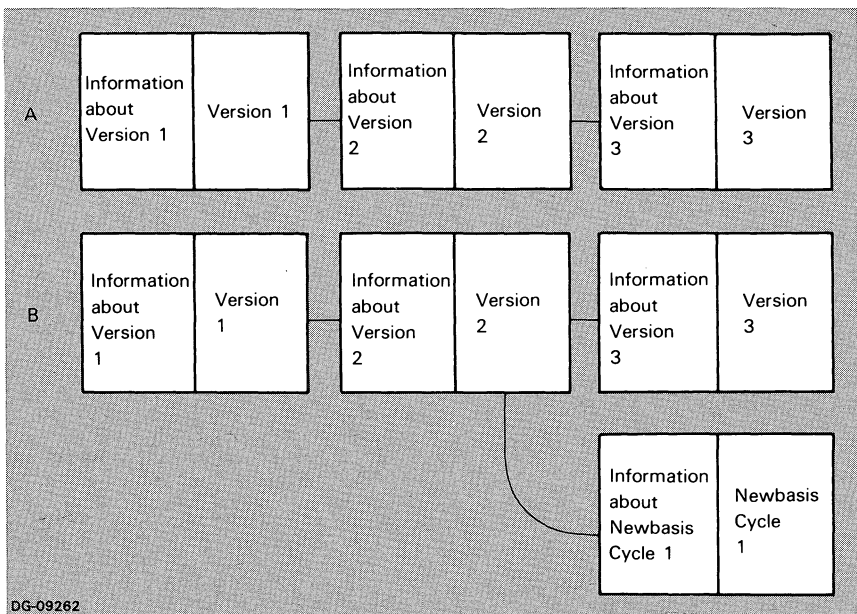 A
Information
about
Version 1
Version 1
Information
about
Version
2
Version
2
Information
about
Version
3
Version
3
B
Information
about
Version
1
Version
1
Information
about
Version
2
Version
2
Information
about
Version
3
Version
3
Information
about
Newbasis
Cycle 1
Newbasis
Cycle
1
DG-09262